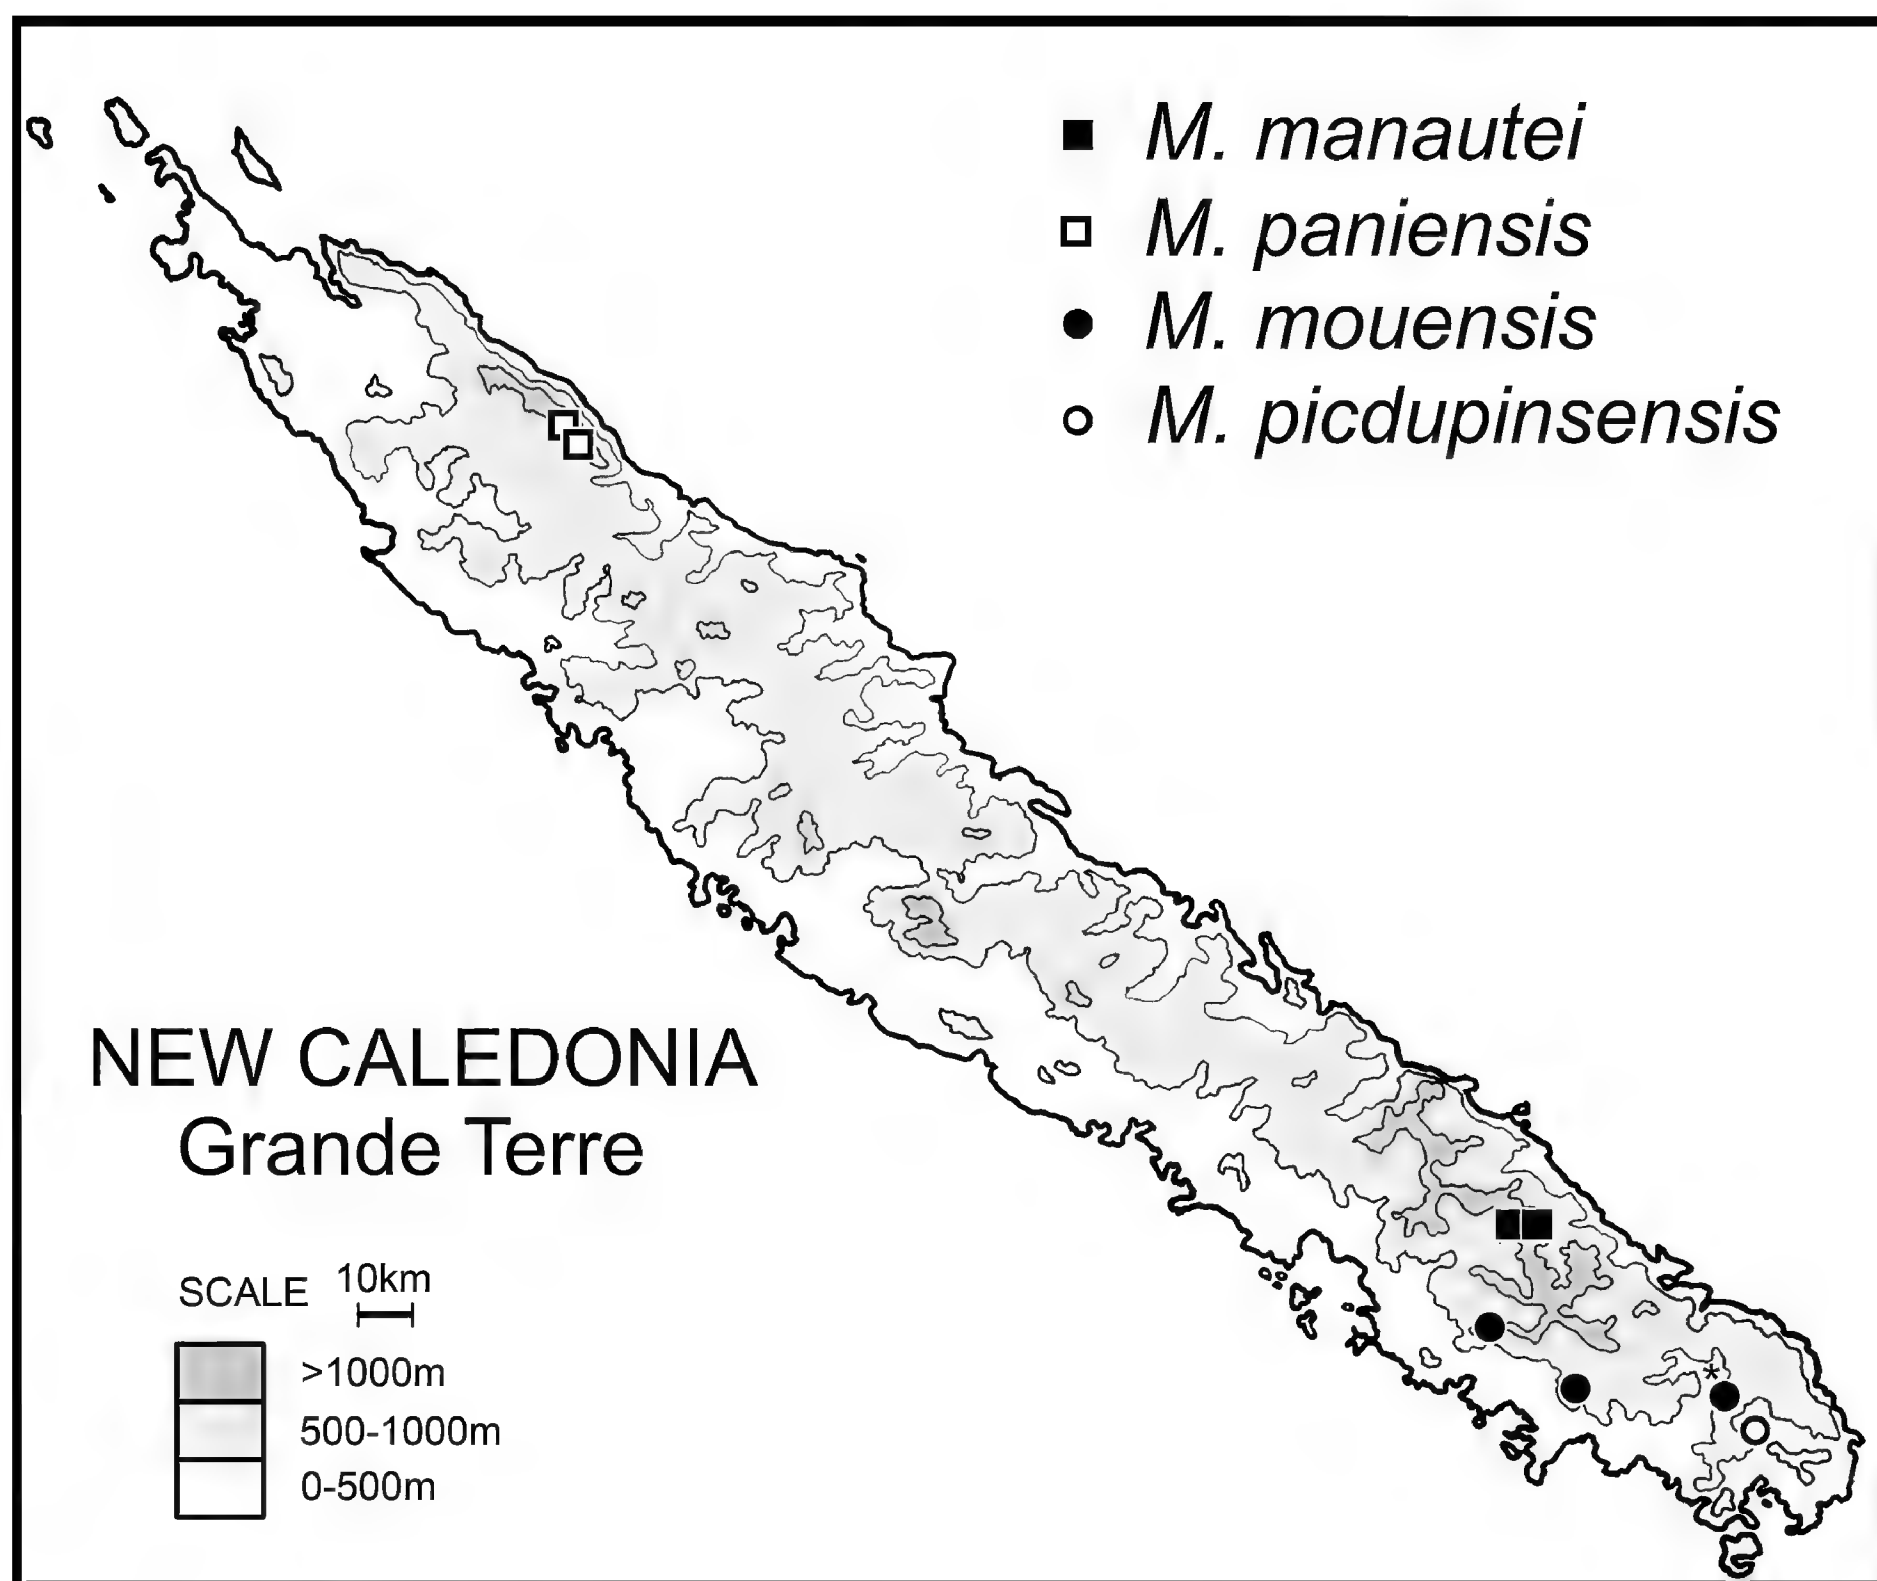 M. manautei
M. paniensis
M. mouensis
M. picdupinsensis
NEW CALEDONIA
Grande Terre
SCALE 10km
>1000m
500-1000m
0-500m
*